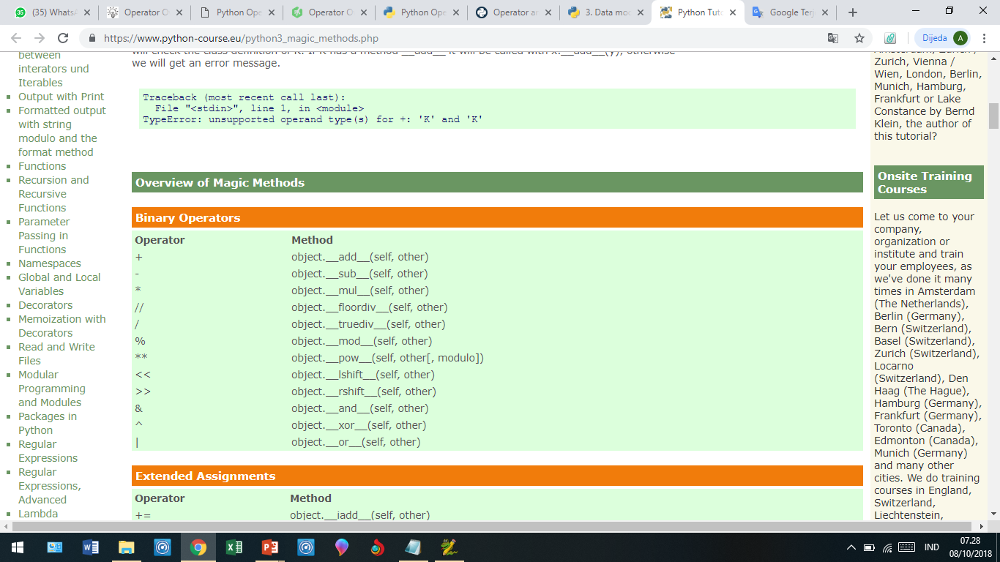 (35) WhatsA
Operator O
Python Ope
Operator O
Python Ope
Operator an
3. Data mod
Python Tuto
Google Terj
https://www.python-course.eu/python3_magic_methods.php
Dijeda
A
between
interators und
Iterables
Output with Print
Formatted output
with string
modulo and the
format method
Functions
Recursion and
Recursive
Functions
Parameter
Passing in
Functions
Namespaces
Global and Local
Variables
Decorators
Memoization with
Decorators
Read and Write
Files
Modular
Programming
and Modules
Packages in
Python
Regular
Expressions
Regular
Expressions,
Advanced
Lambda
will check the class definition of K. If K has a method __add__ it will be called with x.__add__(y), otherwise
we will get an error message.
Traceback (most recent call last):
File "<stdin>", line 1, in <module>
TypeError: unsupported operand type(s) for +: 'K' and 'K'
Overview of Magic Methods
Binary Operators
Operator Method
+ object.__add__(self, other)
- object.__sub__(self, other)
* object.__mul__(self, other)
// object.__floordiv__(self, other)
/ object.__truediv__(self, other)
% object.__mod__(self, other)
** object.__pow__(self, other[, modulo])
<< object.__lshift__(self, other)
>> object.__rshift__(self, other)
& object.__and__(self, other)
^ object.__xor__(self, other)
| object.__or__(self, other)
Extended Assignments
Operator Method
+= object.__iadd__(self, other)
Amsterdam, Zürich /
Zurich, Vienna /
Wien, London, Berlin,
Munich, Hamburg,
Frankfurt or Lake
Constance by Bernd
Klein, the author of
this tutorial?
Onsite Training
Courses
Let us come to your
company,
organization or
institute and train
your employees, as
we've done it many
times in Amsterdam
(The Netherlands),
Berlin (Germany),
Bern (Switzerland),
Basel (Switzerland),
Zurich (Switzerland),
Locarno
(Switzerland), Den
Haag (The Hague),
Hamburg (Germany),
Frankfurt (Germany),
Toronto (Canada),
Edmonton (Canada),
Munich (Germany)
and many other
cities. We do training
courses in England,
Switzerland,
Liechtenstein,
IND
07.28
08/10/2018